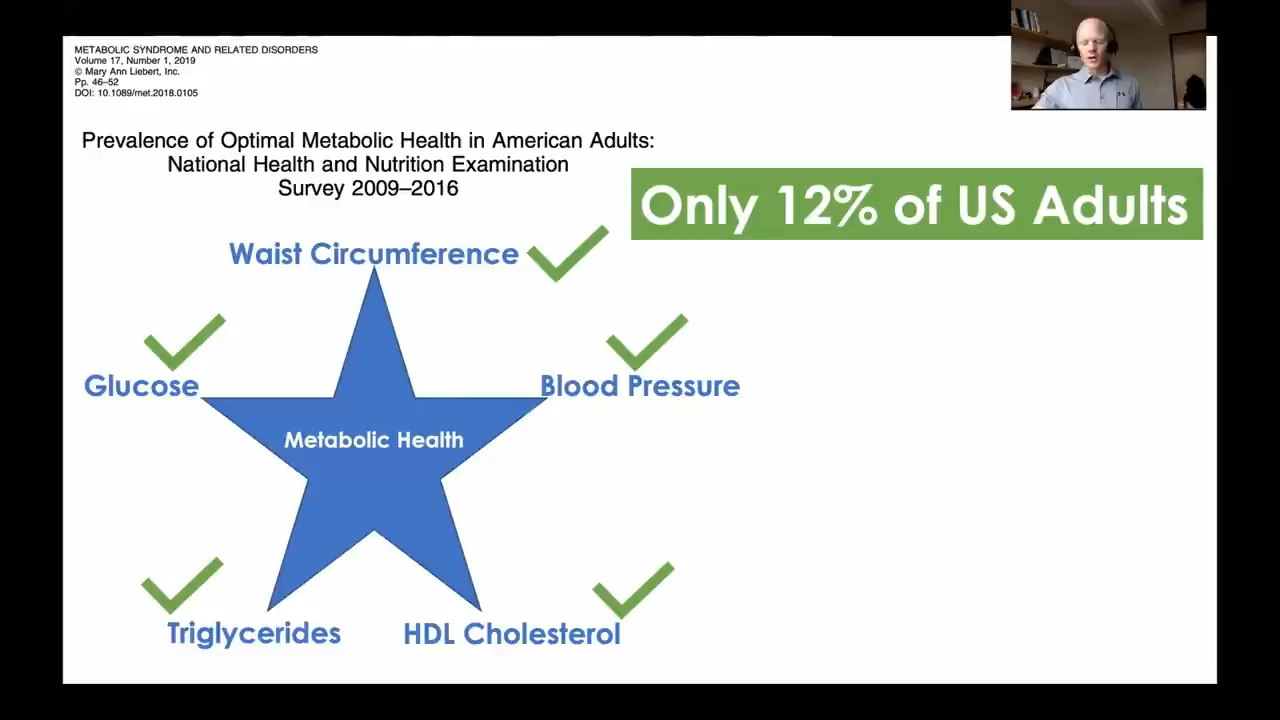 METABOLIC SYNDROME AND RELATED DISORDERS
Volume 17, Number 1, 2019
© Mary Ann Liebert, Inc.
Pp. 46–52
DOI: 10.1089/met.2018.0105
Prevalence of Optimal Metabolic Health in American Adults:
National Health and Nutrition Examination
Survey 2009–2016
Only 12% of US Adults
Waist Circumference
Glucose
Blood Pressure
Metabolic Health
Triglycerides
HDL Cholesterol